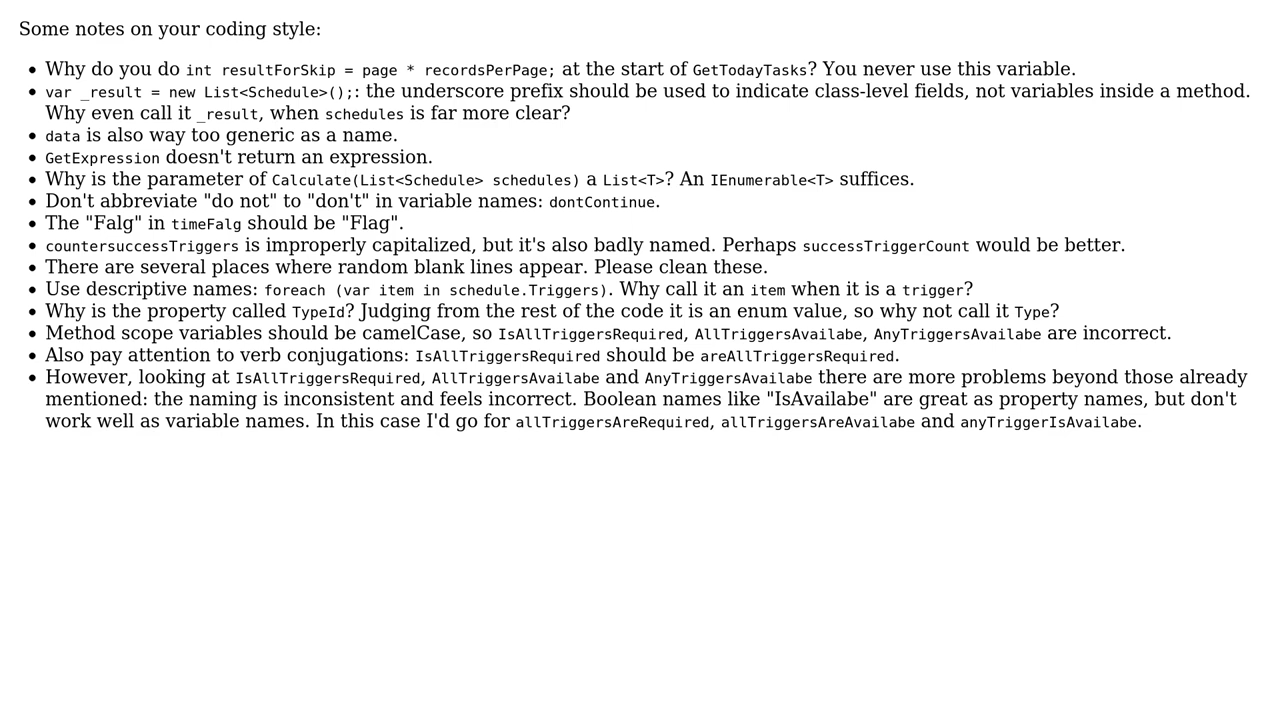 Some notes on your coding style:
• Why do you do int resultForSkip = page * recordsPerPage; at the start of GetTodayTasks? You never use this variable.
• var _result = new List<Schedule>();: the underscore prefix should be used to indicate class-level fields, not variables inside a method.
Why even call it _result, when schedules is far more clear?
• data is also way too generic as a name.
• GetExpression doesn't return an expression.
• Why is the parameter of Calculate(List<Schedule> schedules) a List<T>? An IEnumerable<T> suffices.
• Don't abbreviate "do not" to "don't" in variable names: dontContinue.
• The "Falg" in timeFalg should be "Flag".
• countersuccessTriggers is improperly capitalized, but it's also badly named. Perhaps successTriggerCount would be better.
• There are several places where random blank lines appear. Please clean these.
• Use descriptive names: foreach (var item in schedule.Triggers). Why call it an item when it is a trigger?
• Why is the property called TypeId? Judging from the rest of the code it is an enum value, so why not call it Type?
• Method scope variables should be camelCase, so IsAllTriggersRequired, AllTriggersAvailabe, AnyTriggersAvailabe are incorrect.
• Also pay attention to verb conjugations: IsAllTriggersRequired should be areAllTriggersRequired.
• However, looking at IsAllTriggersRequired, AllTriggersAvailabe and AnyTriggersAvailabe there are more problems beyond those already
mentioned: the naming is inconsistent and feels incorrect. Boolean names like "IsAvailabe" are great as property names, but don't
work well as variable names. In this case I'd go for allTriggersAreRequired, allTriggersAreAvailabe and anyTriggerIsAvailabe.